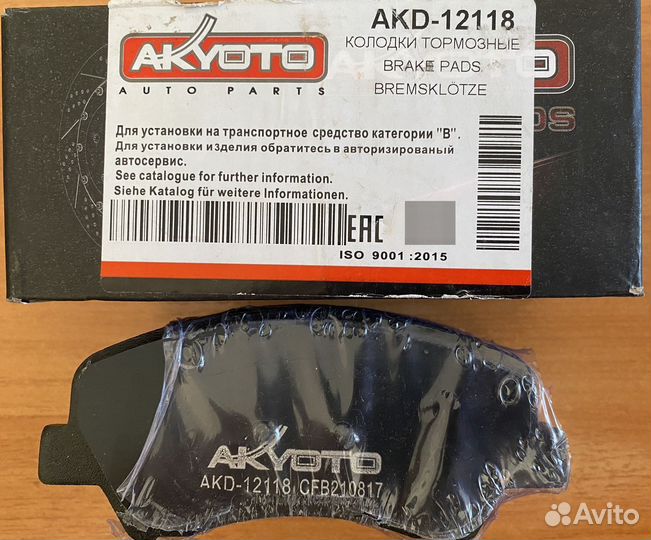 AKYOTO
AUTO PARTS
AKD-12118
КОЛОДКИ ТОРМОЗНЫЕ
BRAKE PADS
BREMSKLÖTZE
Для установки на транспортное средство категории "B".
Для установки изделия обратитесь в авторизированый
автосервис.
See catalogue for further information.
Siehe Katalog für weitere Informationen.
EAC
ISO 9001 :2015
AKYOTO
AKD-12118 CFB210817
Avito